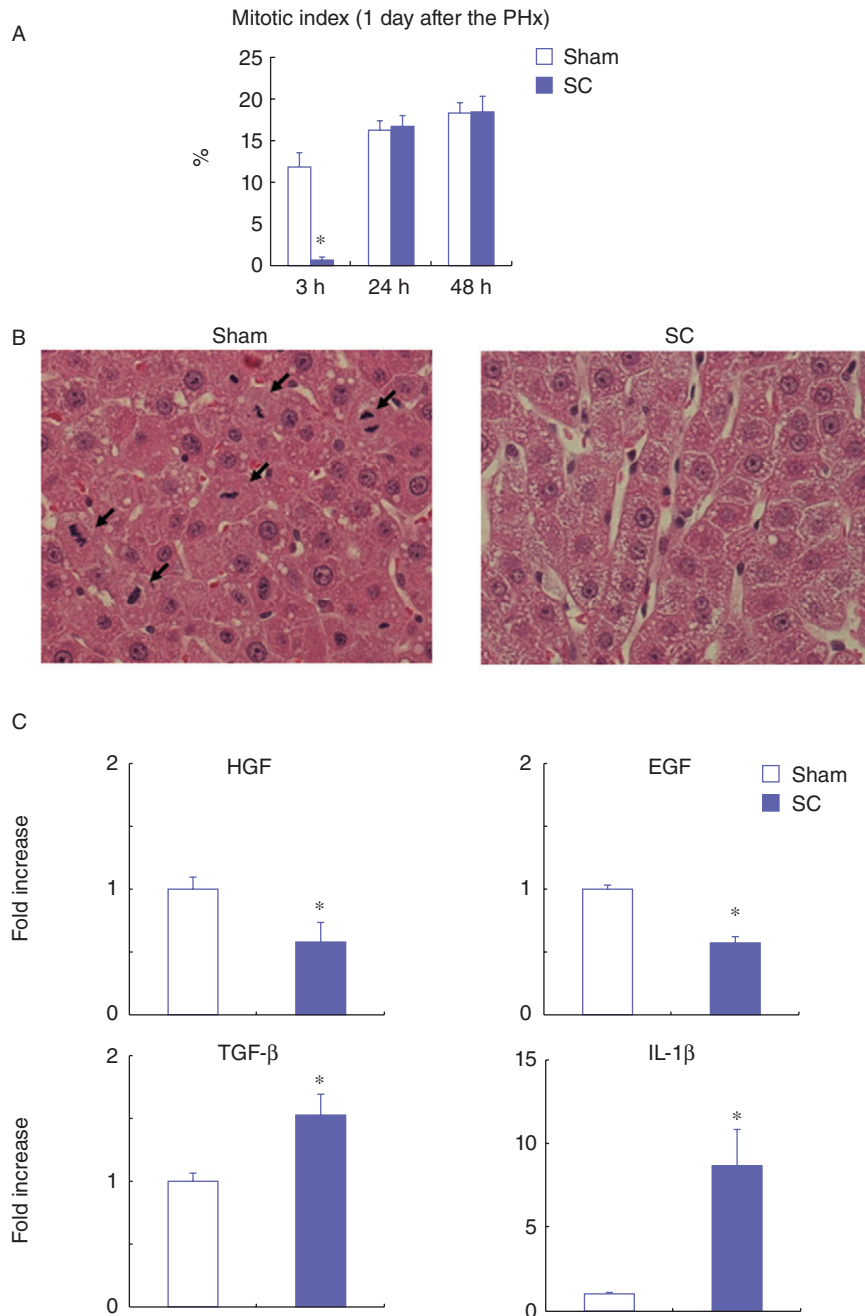 A
Mitotic index (1 day after the PHx)
25
20
15
10
5
0
%
*
3 h 24 h 48 h
Sham
SC
B
Sham SC
C
HGF
2
1
0
Fold increase
*
EGF
2
1
0
*
Sham
SC
TGF-β
2
1
0
Fold increase
*
IL-1β
15
10
5
0
*